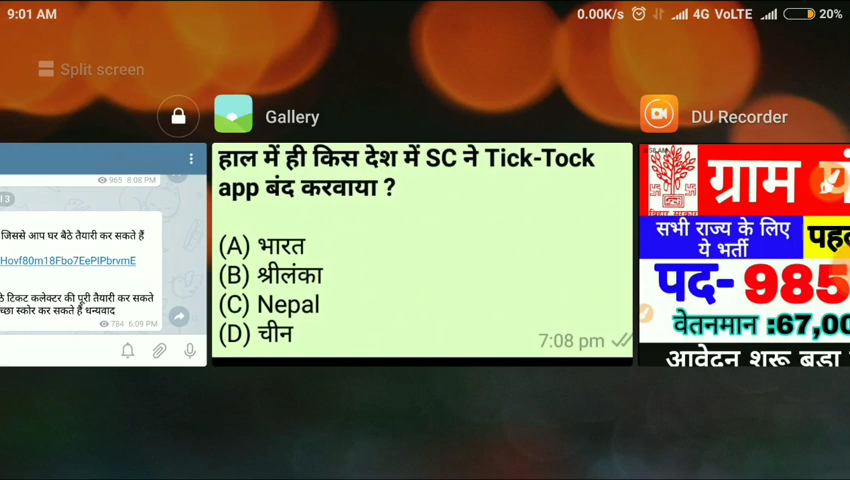 9:01 AM
0.00K/s 4G VoLTE 20%
Split screen
Gallery
DU Recorder
965 8.08 PM
जिससे आप घर बैठे तैयारी कर सकते हैं
Hovf80m18Fbo7EePIPbrvmE
ठे टिकट कलेक्टर की पूरी तैयारी कर सकते
च्छा स्कोर कर सकते हैं धन्यवाद
784 6:09 PM
हाल में ही किस देश में SC ने Tick-Tock
app बंद करवाया ?
(A) भारत
(B) श्रीलंका
(C) Nepal
(D) चीन
7:08 pm
ग्राम पं
सभी राज्य के लिए
ये भर्ती
पह
पद- 985
वेतनमान :67,00
आवेदन शुरू